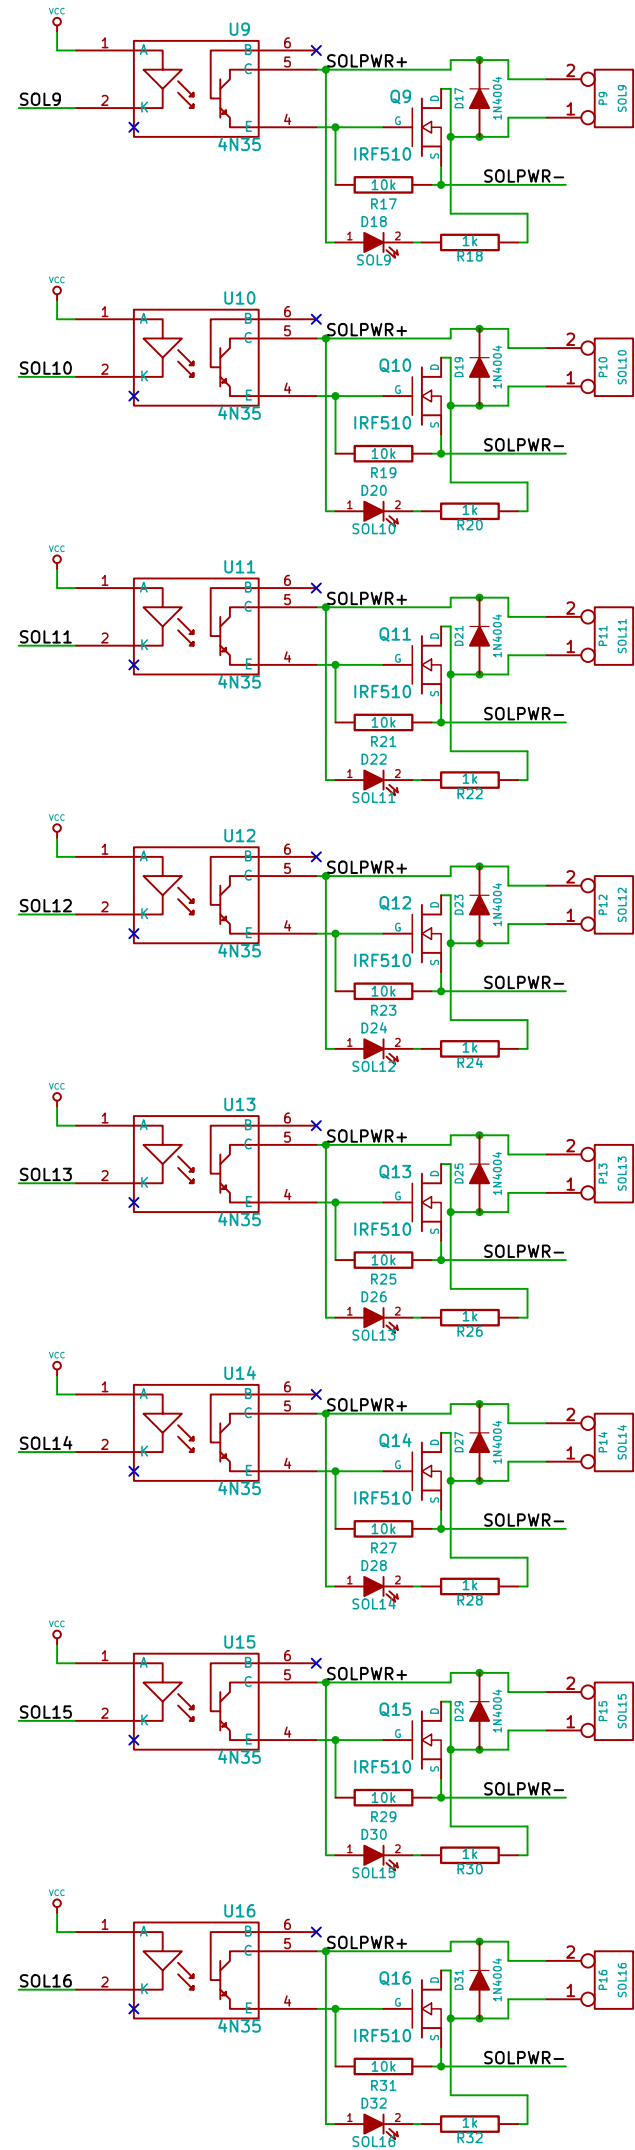 VCC
U9
1 A B 6
SOLPWR+
C 5
2
SOL9 2 K
Q9 D D17 1N4004 P9 SOL9
G
1
E 4
4N35
IRF510 S
SOLPWR-
10k
R17
D18
1 2 1k
SOL9 R18
VCC
U10
1 A B 6
SOLPWR+
C 5
2
SOL10 2 K
Q10 D D19 1N4004 P10 SOL10
G
1
E 4
4N35
IRF510 S
SOLPWR-
10k
R19
D20
1 2 1k
SOL10 R20
VCC
U11
1 A B 6
SOLPWR+
C 5
2
SOL11 2 K
Q11 D D21 1N4004 P11 SOL11
G
1
E 4
4N35
IRF510 S
SOLPWR-
10k
R21
D22
1 2 1k
SOL11 R22
VCC
U12
1 A B 6
SOLPWR+
C 5
2
SOL12 2 K
Q12 D D23 1N4004 P12 SOL12
G
1
E 4
4N35
IRF510 S
SOLPWR-
10k
R23
D24
1 2 1k
SOL12 R24
VCC
U13
1 A B 6
SOLPWR+
C 5
2
SOL13 2 K
Q13 D D25 1N4004 P13 SOL13
G
1
E 4
4N35
IRF510 S
SOLPWR-
10k
R25
D26
1 2 1k
SOL13 R26
VCC
U14
1 A B 6
SOLPWR+
C 5
2
SOL14 2 K
Q14 D D27 1N4004 P14 SOL14
G
1
E 4
4N35
IRF510 S
SOLPWR-
10k
R27
D28
1 2 1k
SOL14 R28
VCC
U15
1 A B 6
SOLPWR+
C 5
2
SOL15 2 K
Q15 D D29 1N4004 P15 SOL15
G
1
E 4
4N35
IRF510 S
SOLPWR-
10k
R29
D30
1 2 1k
SOL15 R30
VCC
U16
1 A B 6
SOLPWR+
C 5
2
SOL16 2 K
Q16 D D31 1N4004 P16 SOL16
G
1
E 4
4N35
IRF510 S
SOLPWR-
10k
R31
D32
1 2 1k
SOL16 R32